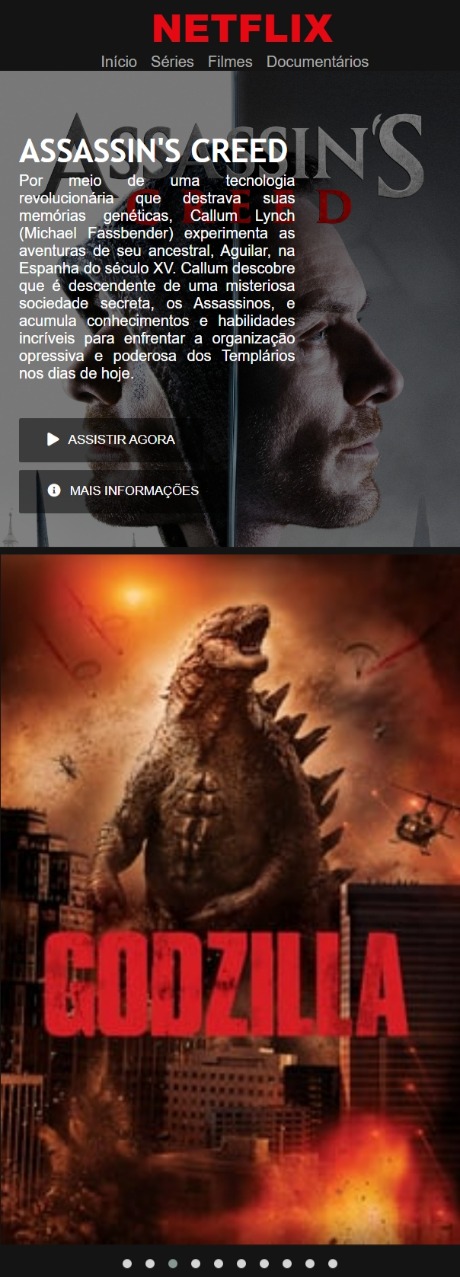 NETFLIX
Início Séries Filmes Documentários
ASSASSIN'S
CREED
ASSASSIN'S CREED
Por meio de uma tecnologia
revolucionária que destrava suas
memórias genéticas, Callum Lynch
(Michael Fassbender) experimenta as
aventuras de seu ancestral, Aguilar, na
Espanha do século XV. Callum descobre
que é descendente de uma misteriosa
sociedade secreta, os Assassinos, e
acumula conhecimentos e habilidades
incríveis para enfrentar a organização
opressiva e poderosa dos Templários
nos dias de hoje.
ASSISTIR AGORA
MAIS INFORMAÇÕES
GODZILLA